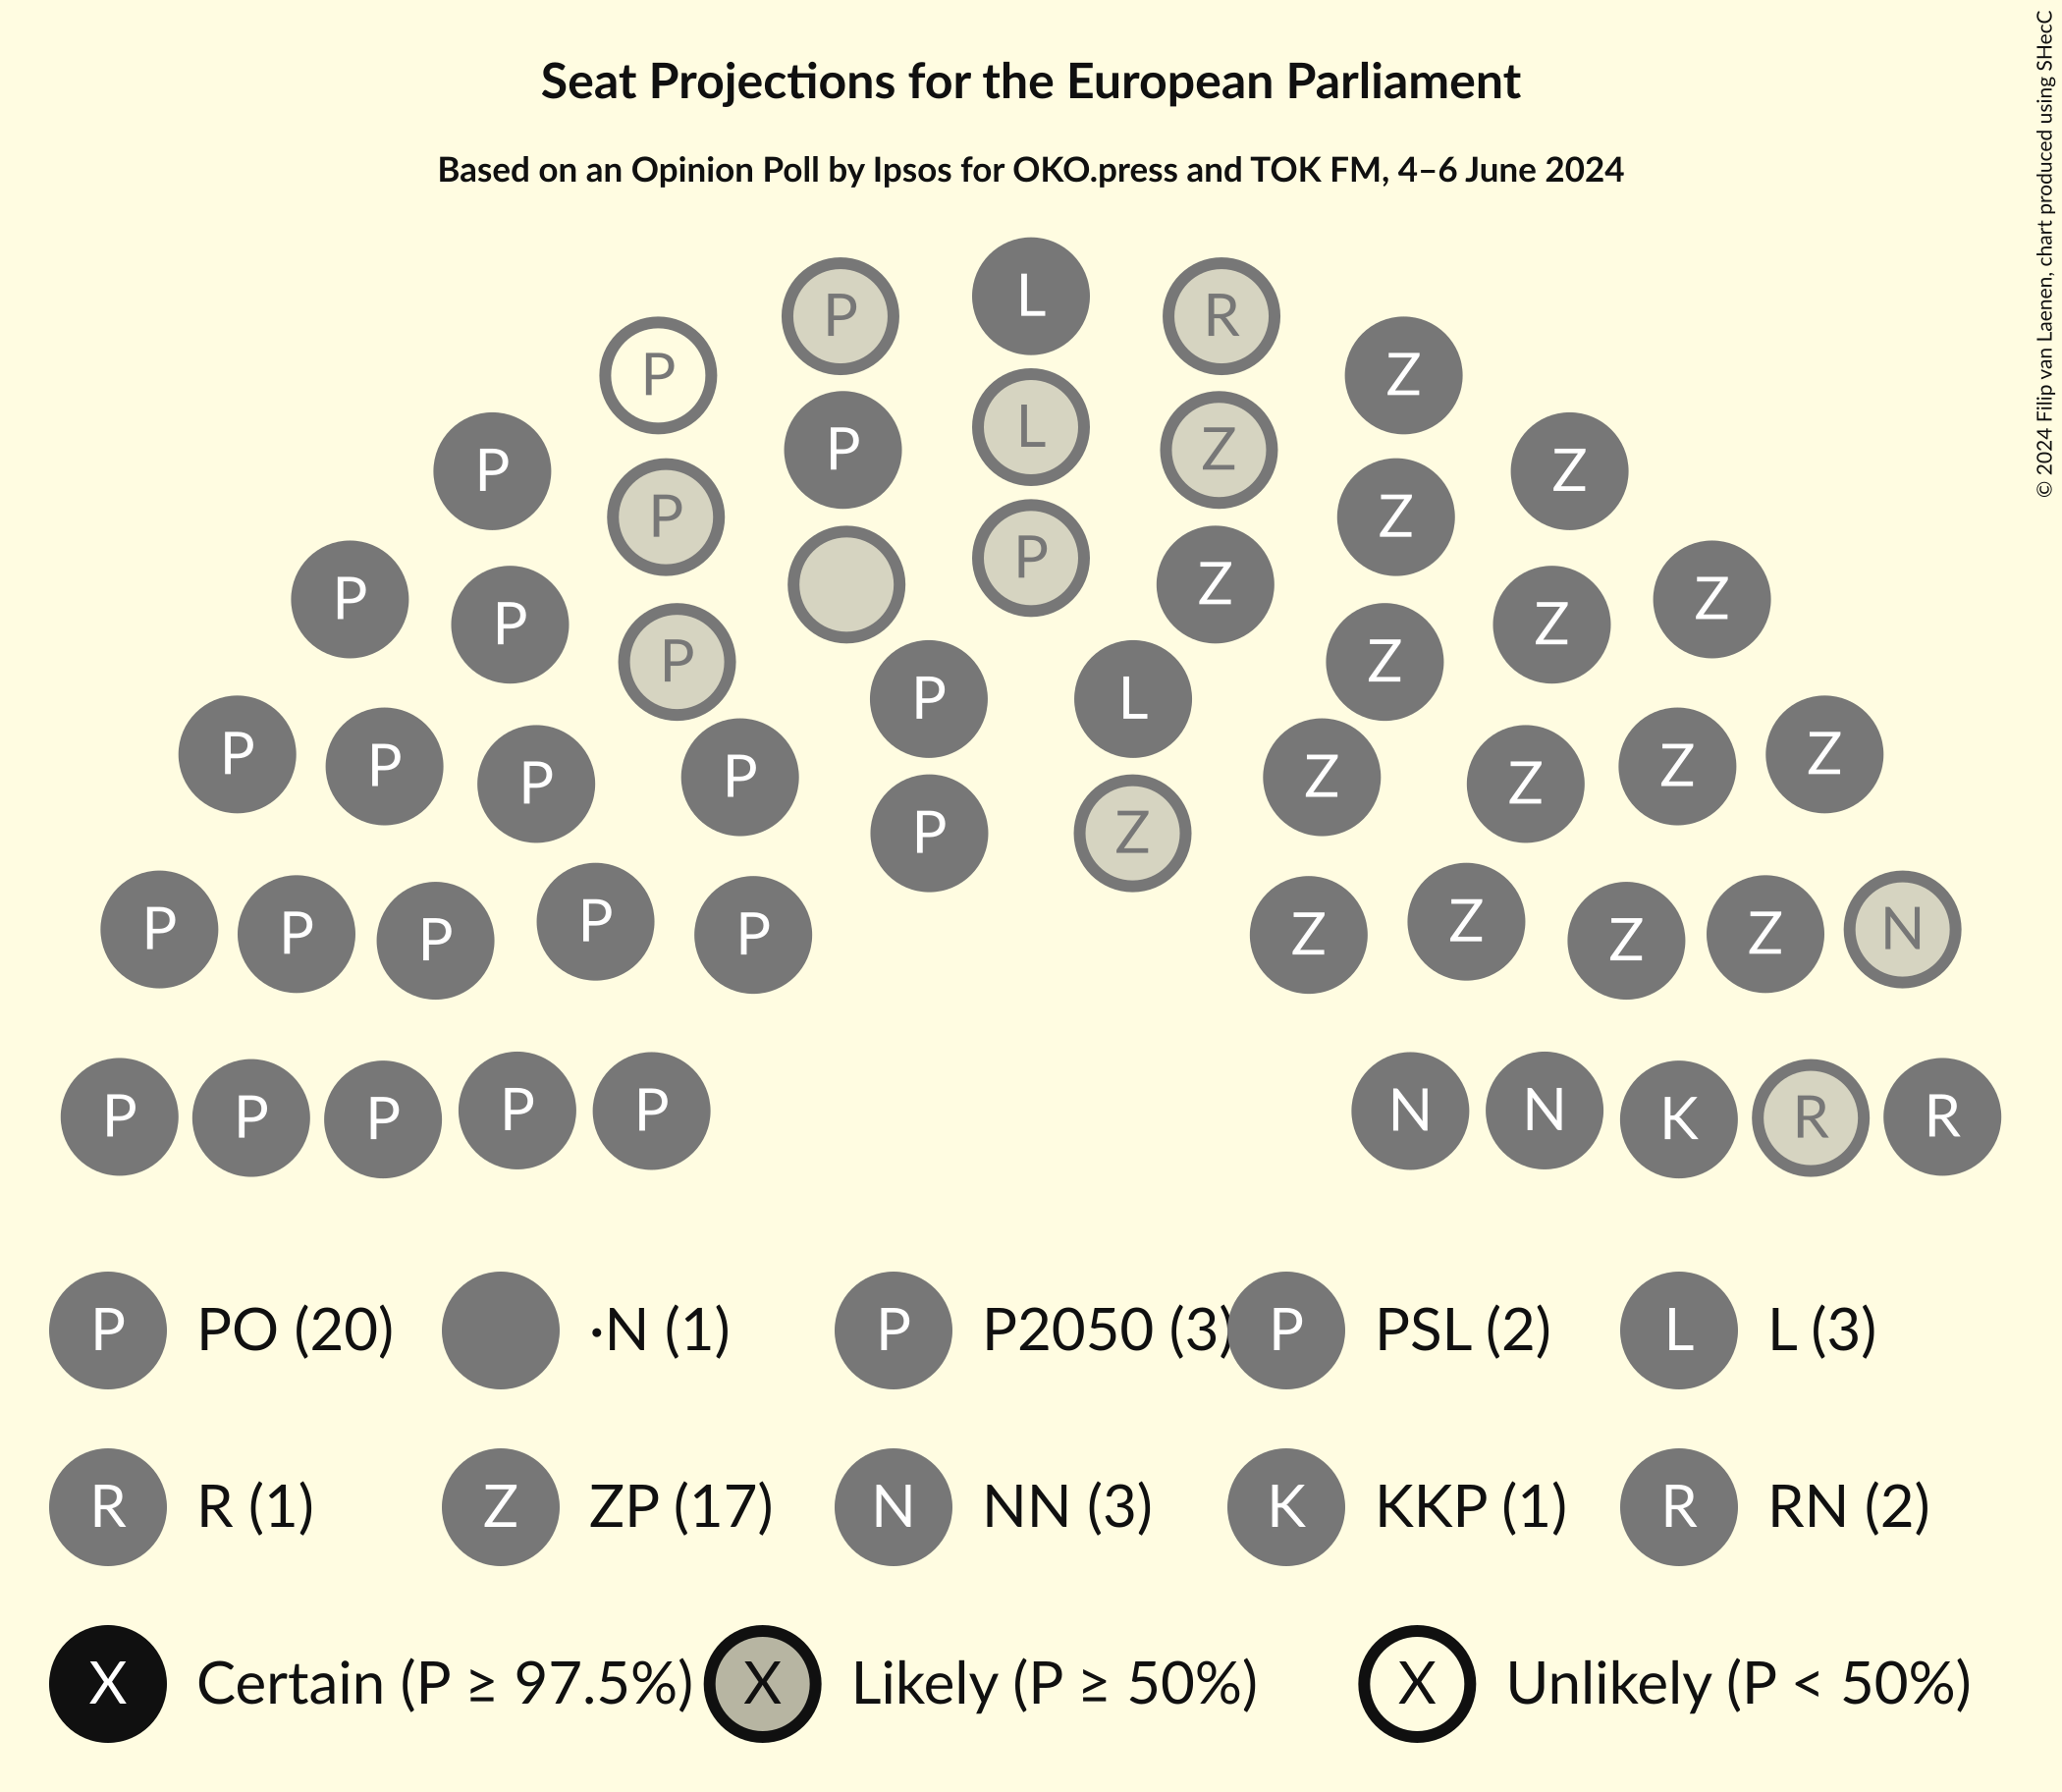 Seat Projections for the European Parliament
Based on an Opinion Poll by Ipsos for OKO.press and TOK FM, 4–6 June 2024
© 2024 Filip van Laenen, chart produced using SHecC
L
P R
P Z
L
P Z
P Z
P Z
P Z
P
Z
P Z
P Z
P Z
P L
P Z
P Z
P Z
P Z
P Z
P Z
P N
P Z
P Z
P Z
P Z
P N
P N
P R
P R
P K
P PO (20) ·N (1) P P2050 (3) P PSL (2) L L (3)
R R (1) Z ZP (17) N NN (3) K KKP (1) R RN (2)
X Certain (P ≥ 97.5%) X Likely (P ≥ 50%) X Unlikely (P < 50%)